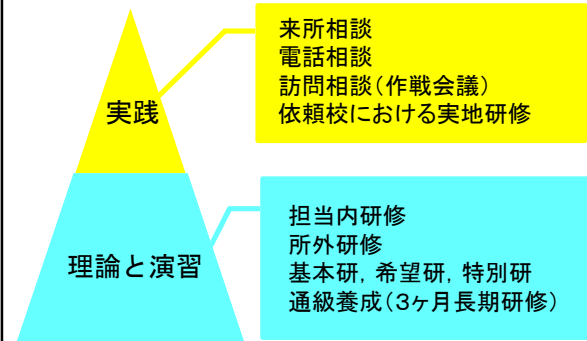 来所相談
電話相談
訪問相談(作戦会議)
依頼校における実地研修
実践
担当内研修
所外研修
基本研,希望研,特別研
通級養成(3ヶ月長期研修)
理論と演習